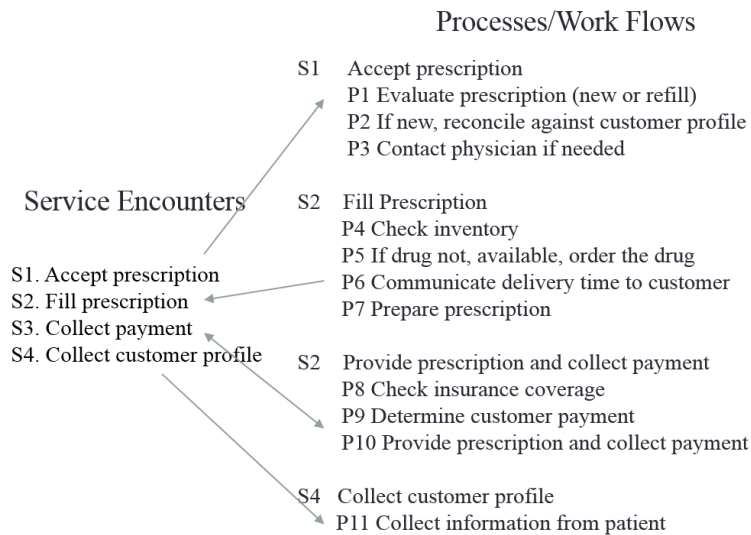 Processes/Work Flows
S1 Accept prescription
P1 Evaluate prescription (new or refill)
P2 If new, reconcile against customer profile
P3 Contact physician if needed
Service Encounters
S2 Fill Prescription
P4 Check inventory
P5 If drug not, available, order the drug
P6 Communicate delivery time to customer
P7 Prepare prescription
S1. Accept prescription
S2. Fill prescription
S3. Collect payment
S4. Collect customer profile
S2 Provide prescription and collect payment
P8 Check insurance coverage
P9 Determine customer payment
P10 Provide prescription and collect payment
S4 Collect customer profile
P11 Collect information from patient